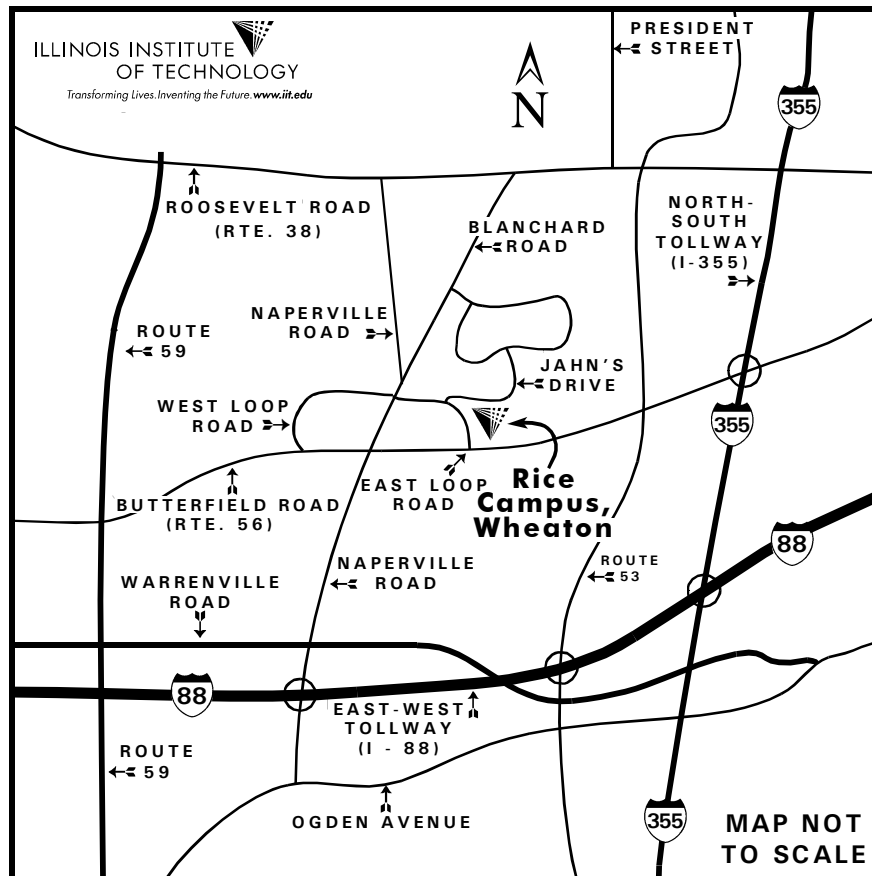 ILLINOIS INSTITUTE
OF TECHNOLOGY
Transforming Lives.Inventing the Future.www.iit.edu
N
PRESIDENT
STREET
355
ROOSEVELT ROAD
(RTE. 38)
BLANCHARD
ROAD
NORTH-
SOUTH
TOLLWAY
(I-355)
ROUTE
59
NAPERVILLE
ROAD
JAHN'S
DRIVE
WEST LOOP
ROAD
355
BUTTERFIELD ROAD
(RTE. 56)
EAST LOOP
ROAD
Rice
Campus,
Wheaton
88
WARRENVILLE
ROAD
NAPERVILLE
ROAD
ROUTE
53
88
EAST-WEST
TOLLWAY
(I - 88)
ROUTE
59
OGDEN AVENUE
355
MAP NOT
TO SCALE